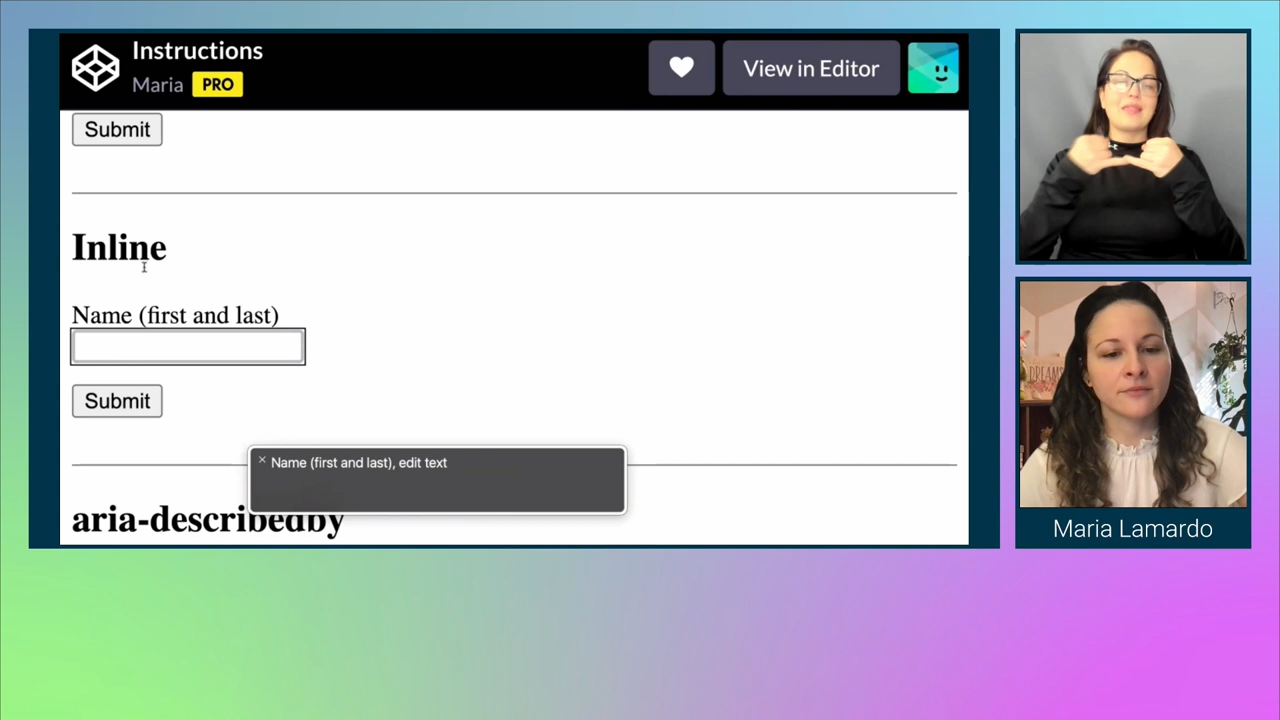 Instructions
Maria PRO
View in Editor
Submit
Inline
Name (first and last)
Submit
× Name (first and last), edit text
aria-describedby
DREAMS
Maria Lamardo